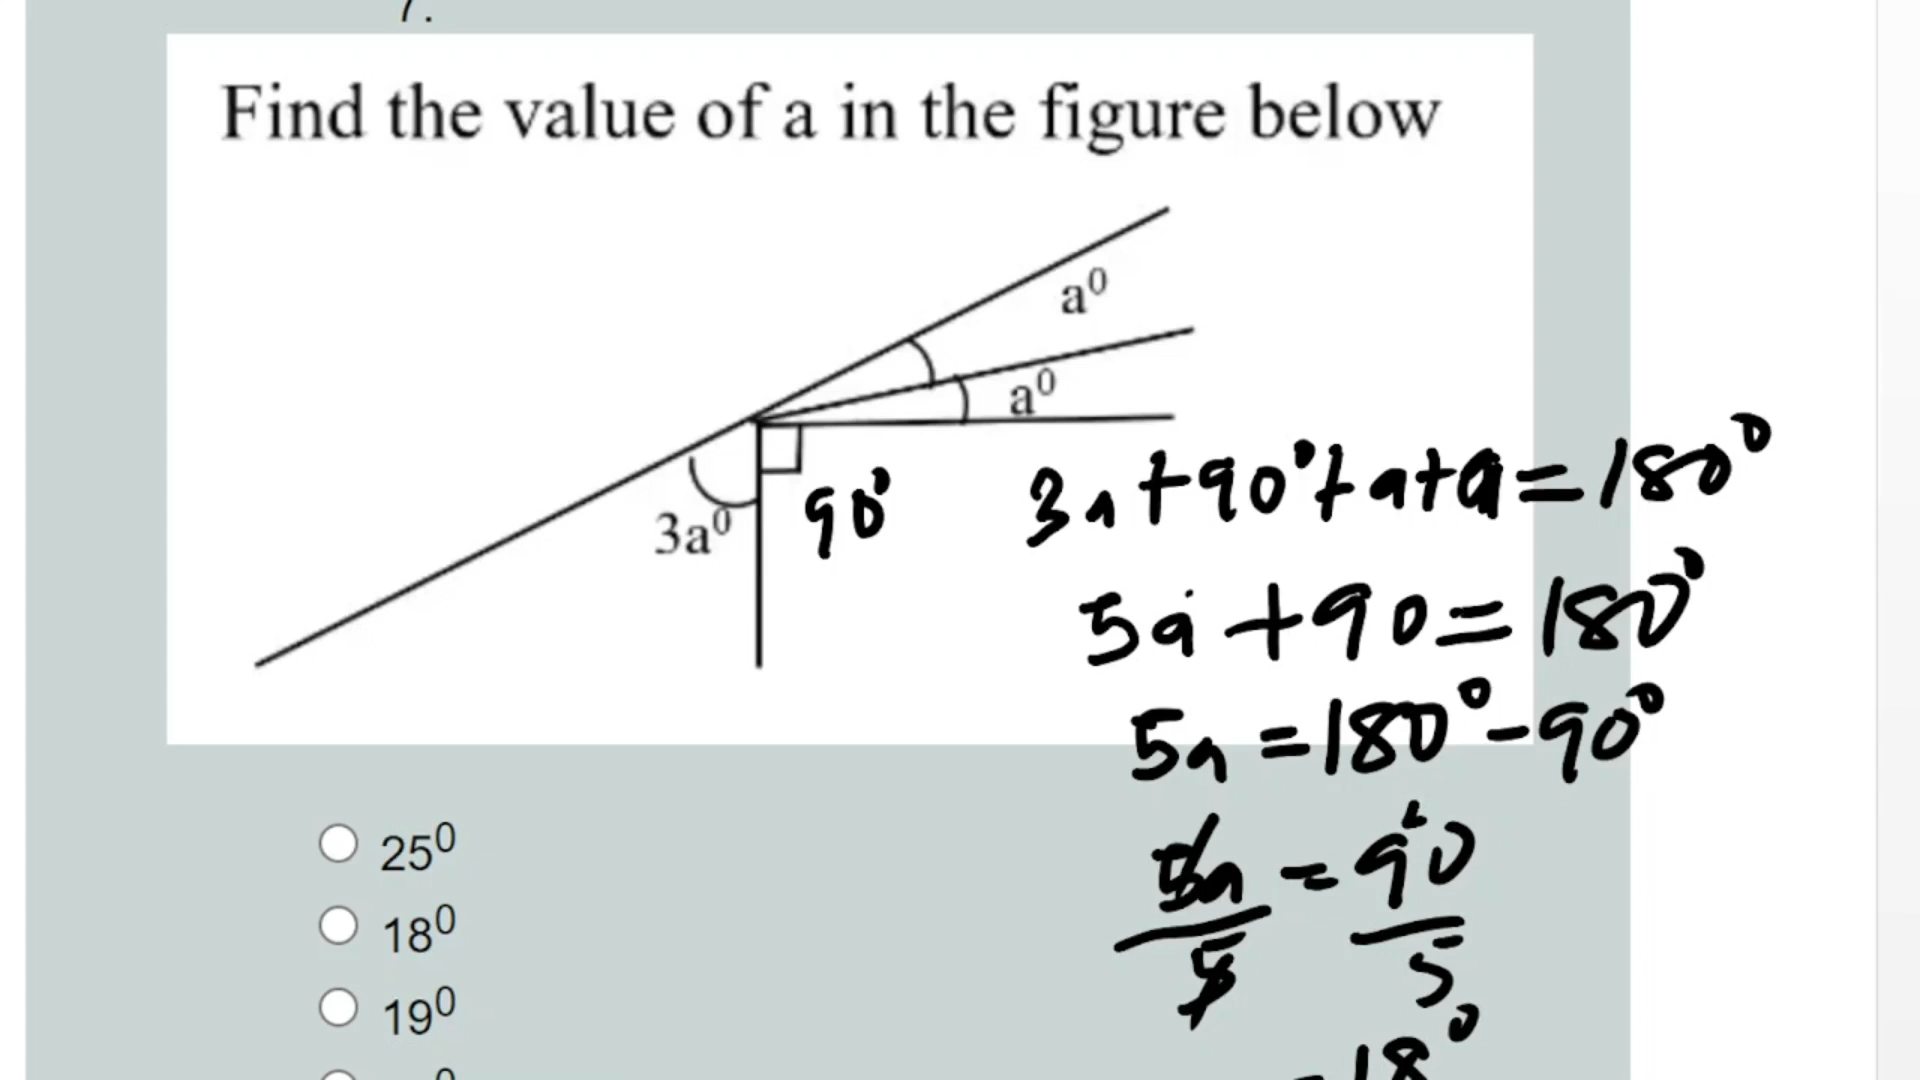 7.
Find the value of a in the figure below
a⁰
a⁰
3a⁰
90°
3a+90°+a+a=180°
5a+90=180°
5a=180°-90°
5a/5=90/5
=18°
25⁰
18⁰
19⁰